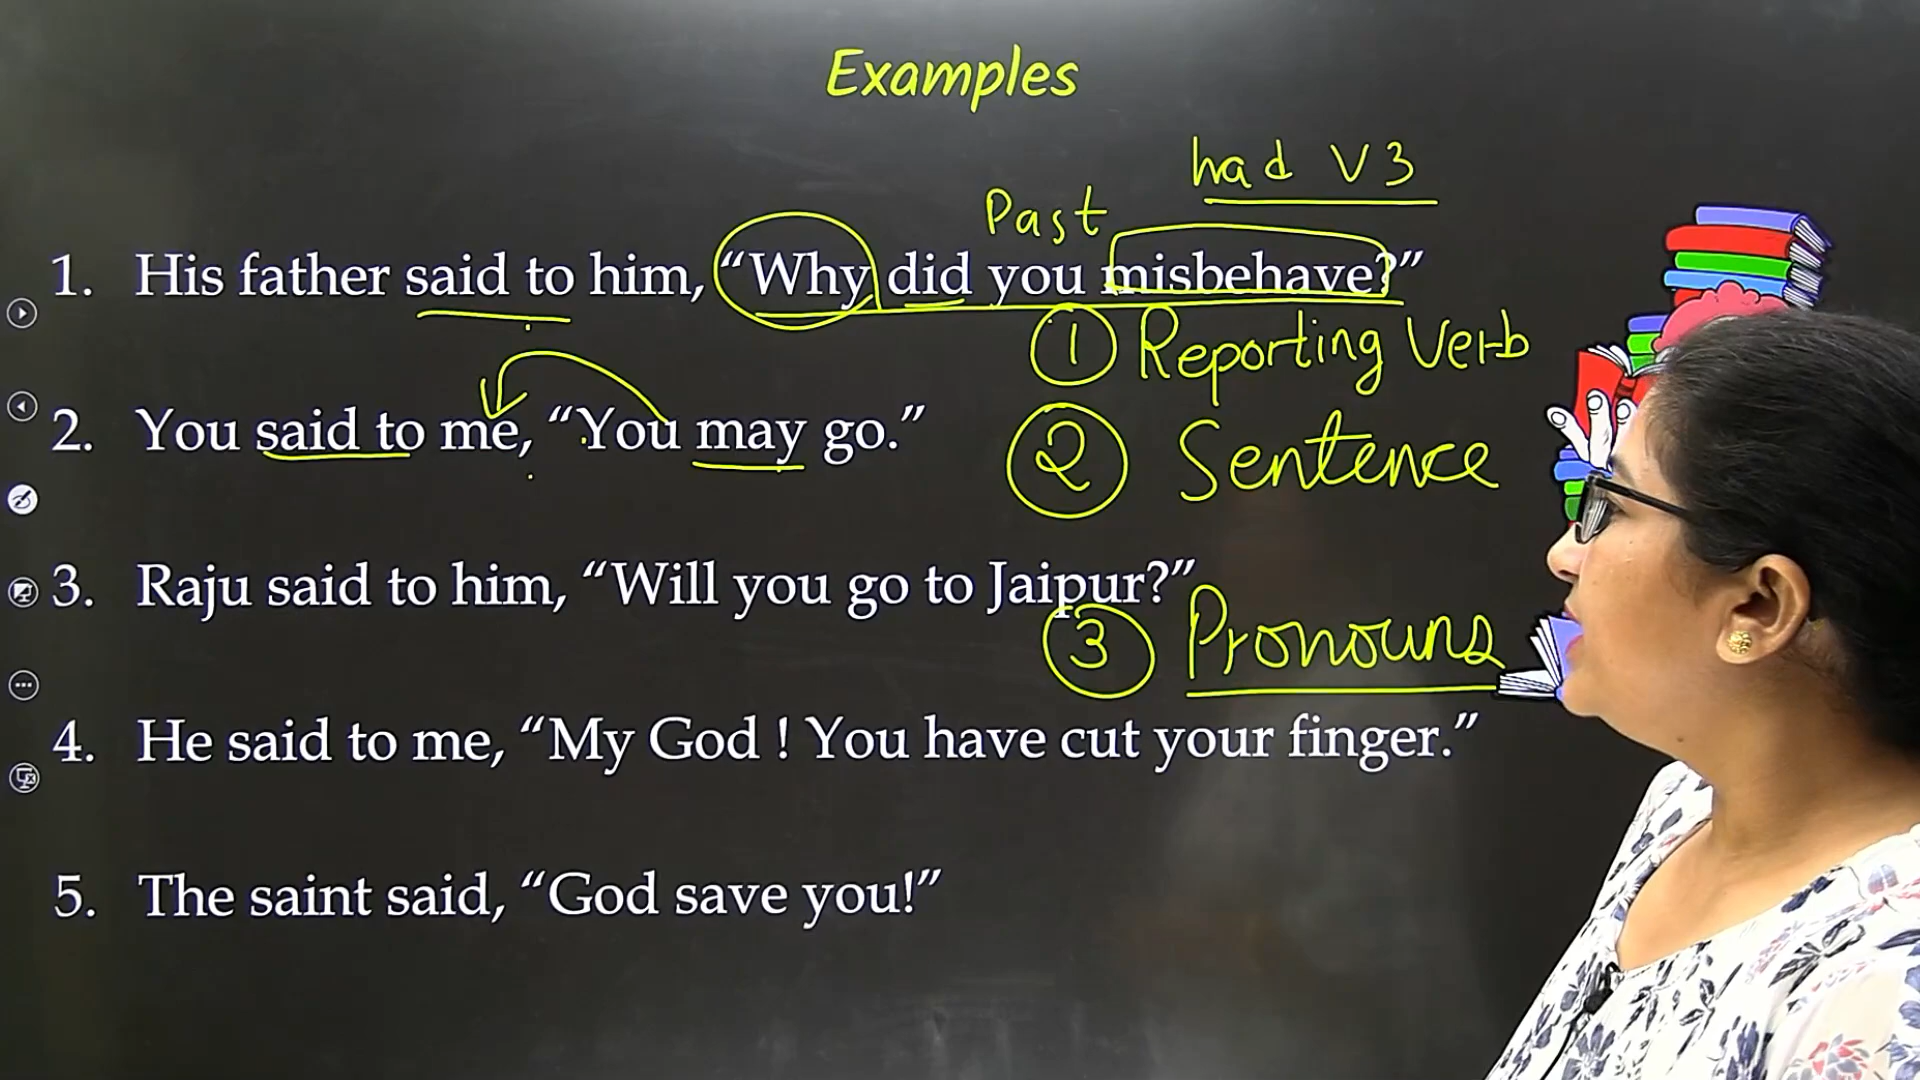 Examples
had V3
Past
1. His father said to him, “Why did you misbehave?”
① Reporting Verb
2. You said to me, “You may go.”
② Sentence
3. Raju said to him, “Will you go to Jaipur?”
③ Pronouns
4. He said to me, “My God ! You have cut your finger.”
5. The saint said, “God save you!”